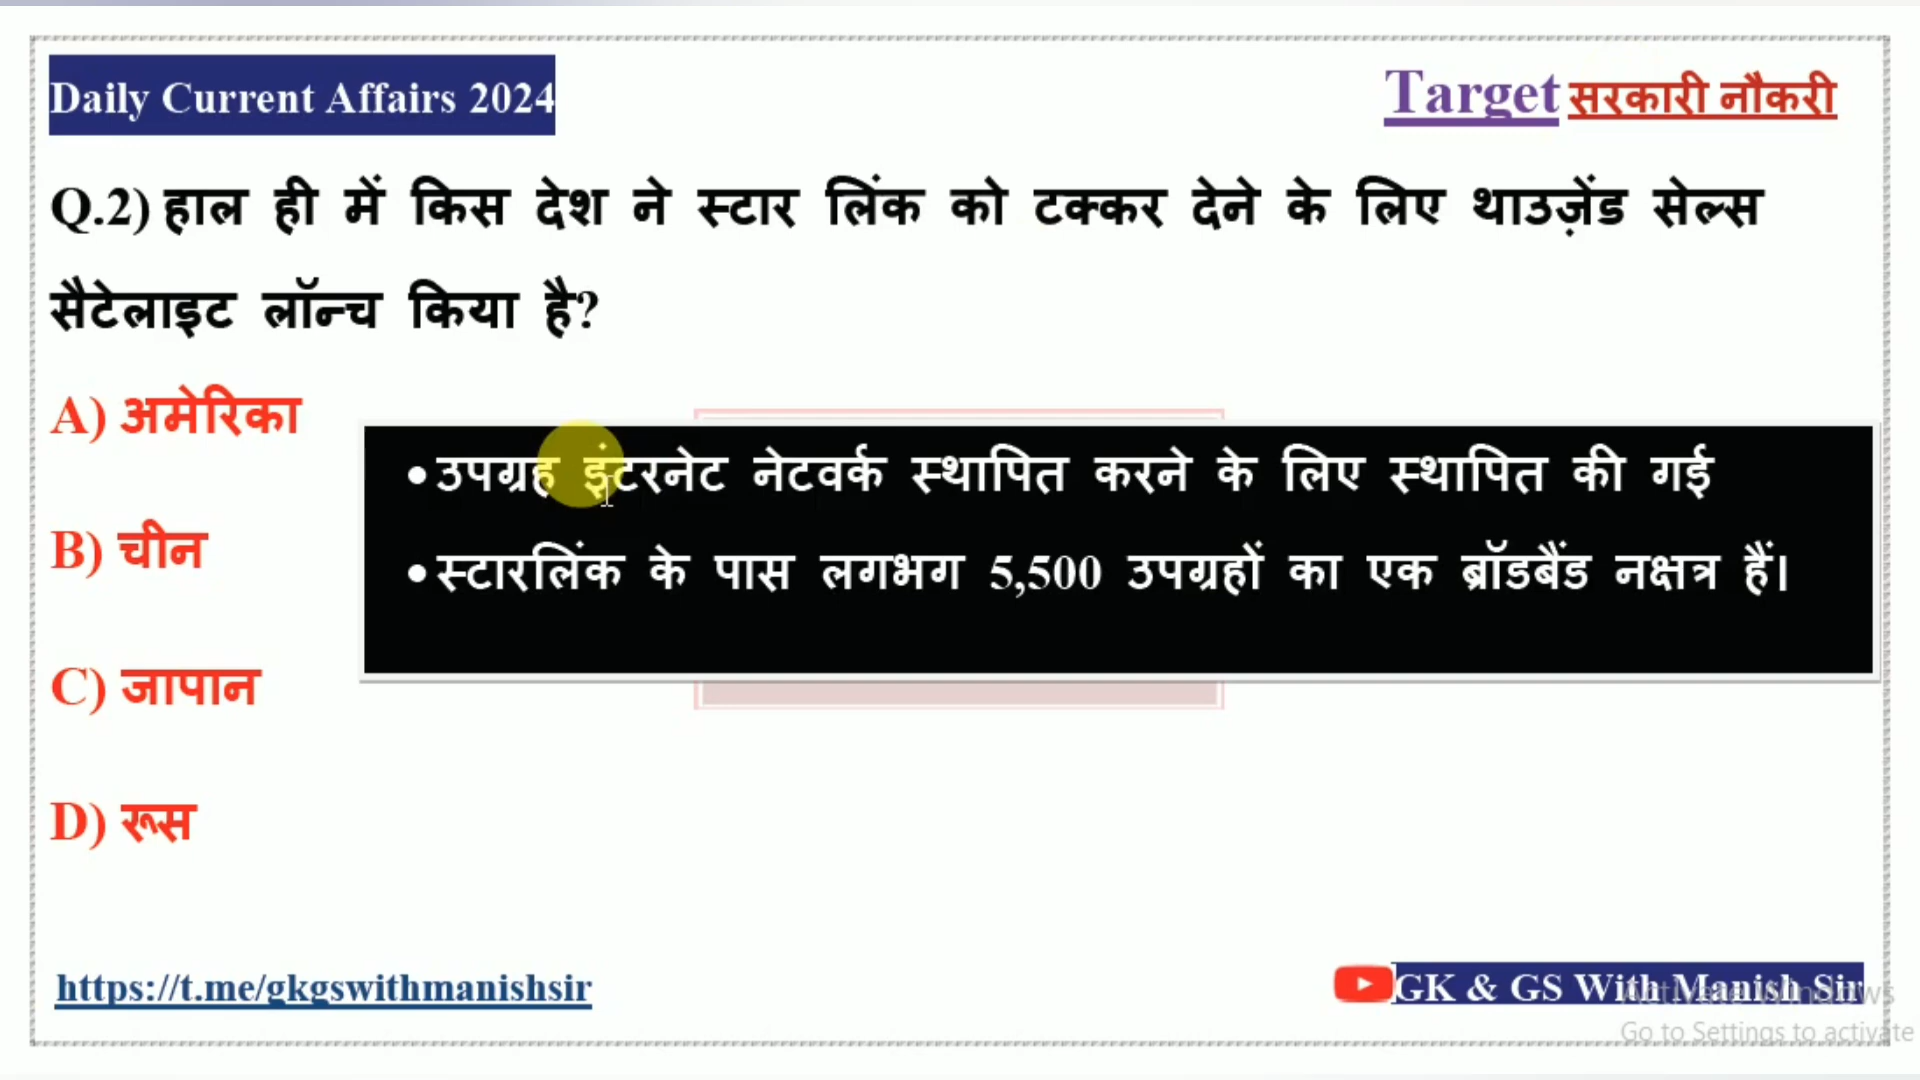 Daily Current Affairs 2024
Target सरकारी नौकरी
Q.2) हाल ही में किस देश ने स्टार लिंक को टक्कर देने के लिए थाउज़ेंड सेल्स
सैटेलाइट लॉन्च किया है?
A) अमेरिका
• उपग्रह इंटरनेट नेटवर्क स्थापित करने के लिए स्थापित की गई
B) चीन
• स्टारलिंक के पास लगभग 5,500 उपग्रहों का एक ब्रॉडबैंड नक्षत्र हैं।
C) जापान
D) रूस
https://t.me/gkgswithmanishsir
GK & GS With Manish Sir
Activate Windows
Go to Settings to activate